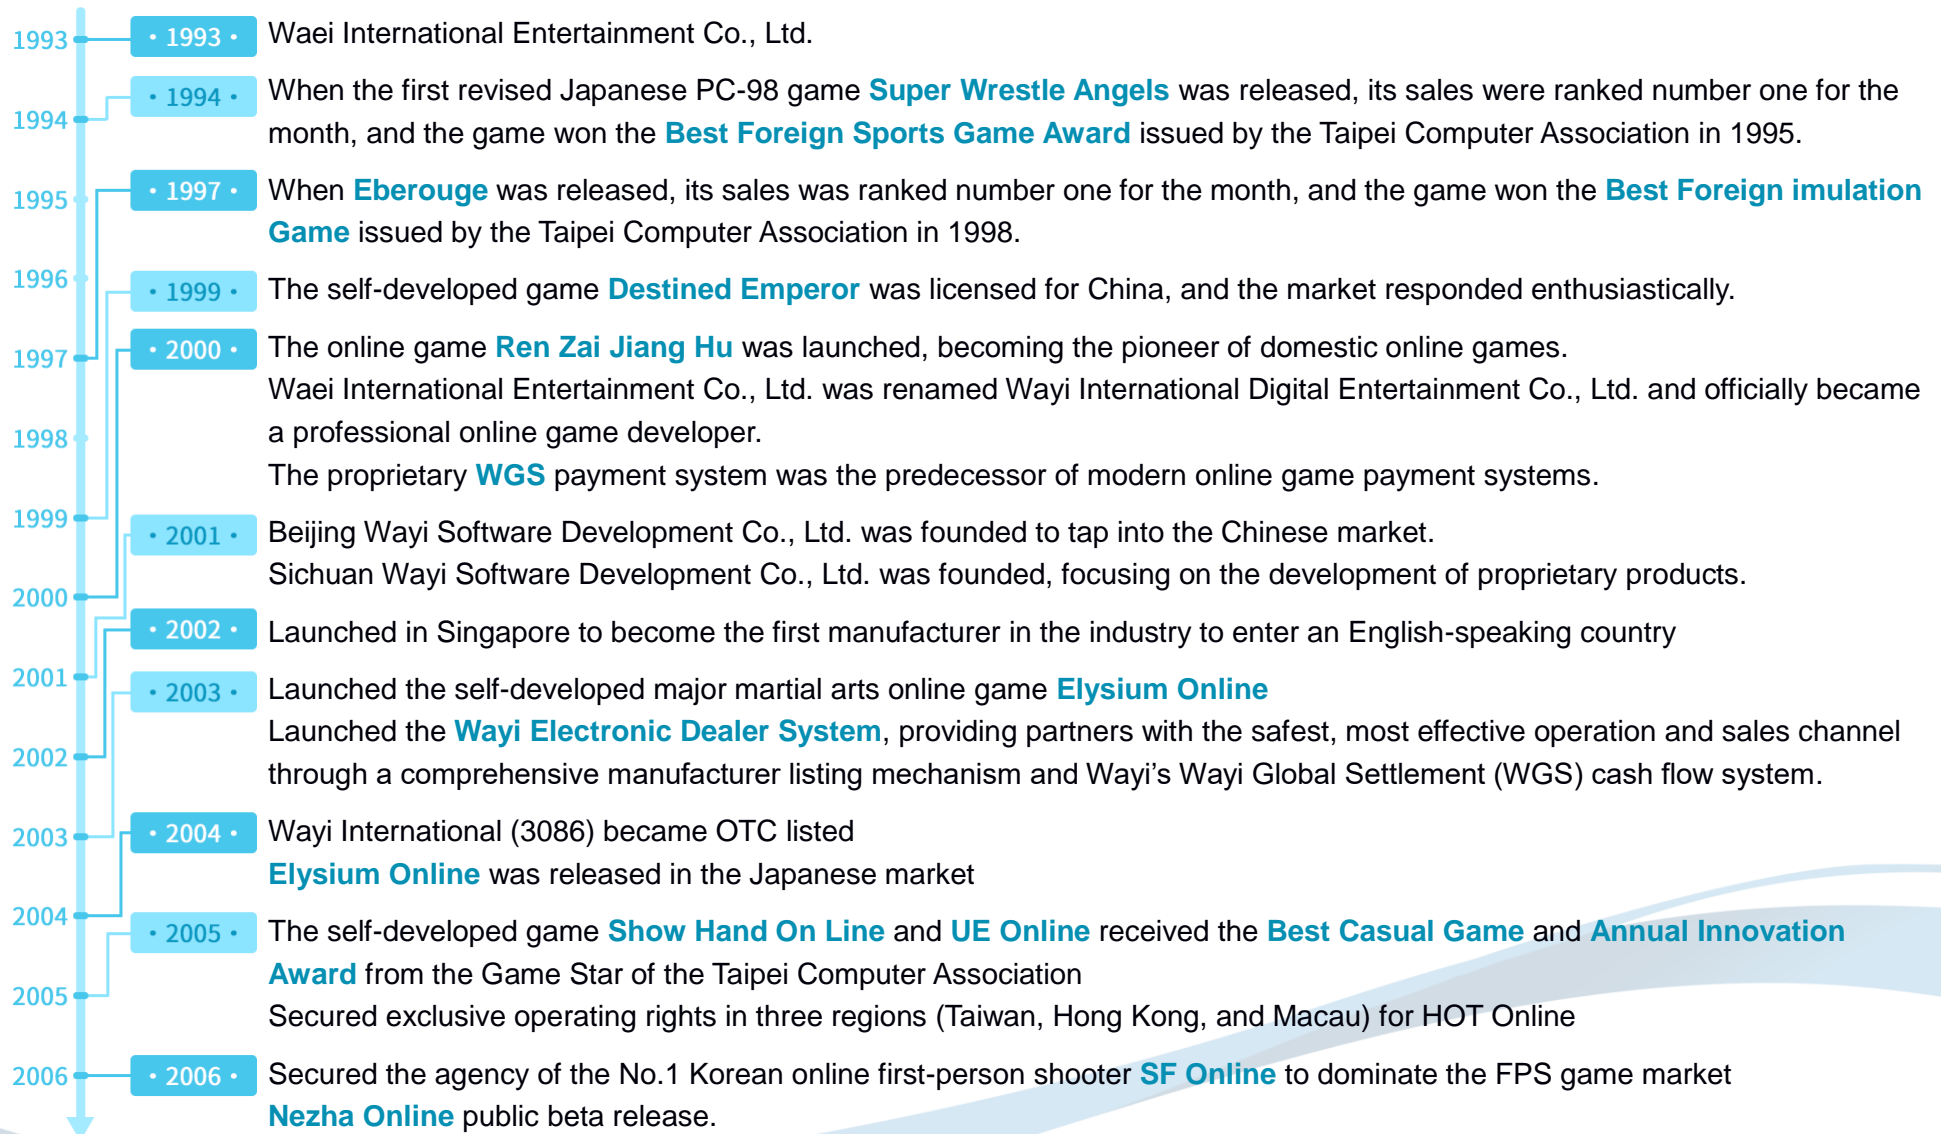 1993
1994
1995
1996
1997
1998
1999
2000
2001
2002
2003
2004
2005
2006
• 1993 •
Waei International Entertainment Co., Ltd.
• 1994 •
When the first revised Japanese PC-98 game Super Wrestle Angels was released, its sales were ranked number one for the
month, and the game won the Best Foreign Sports Game Award issued by the Taipei Computer Association in 1995.
• 1997 •
When Eberouge was released, its sales was ranked number one for the month, and the game won the Best Foreign imulation
Game issued by the Taipei Computer Association in 1998.
• 1999 •
The self-developed game Destined Emperor was licensed for China, and the market responded enthusiastically.
• 2000 •
The online game Ren Zai Jiang Hu was launched, becoming the pioneer of domestic online games.
Waei International Entertainment Co., Ltd. was renamed Wayi International Digital Entertainment Co., Ltd. and officially became
a professional online game developer.
The proprietary WGS payment system was the predecessor of modern online game payment systems.
• 2001 •
Beijing Wayi Software Development Co., Ltd. was founded to tap into the Chinese market.
Sichuan Wayi Software Development Co., Ltd. was founded, focusing on the development of proprietary products.
• 2002 •
Launched in Singapore to become the first manufacturer in the industry to enter an English-speaking country
• 2003 •
Launched the self-developed major martial arts online game Elysium Online
Launched the Wayi Electronic Dealer System, providing partners with the safest, most effective operation and sales channel
through a comprehensive manufacturer listing mechanism and Wayi’s Wayi Global Settlement (WGS) cash flow system.
• 2004 •
Wayi International (3086) became OTC listed
Elysium Online was released in the Japanese market
• 2005 •
The self-developed game Show Hand On Line and UE Online received the Best Casual Game and Annual Innovation
Award from the Game Star of the Taipei Computer Association
Secured exclusive operating rights in three regions (Taiwan, Hong Kong, and Macau) for HOT Online
• 2006 •
Secured the agency of the No.1 Korean online first-person shooter SF Online to dominate the FPS game market
Nezha Online public beta release.